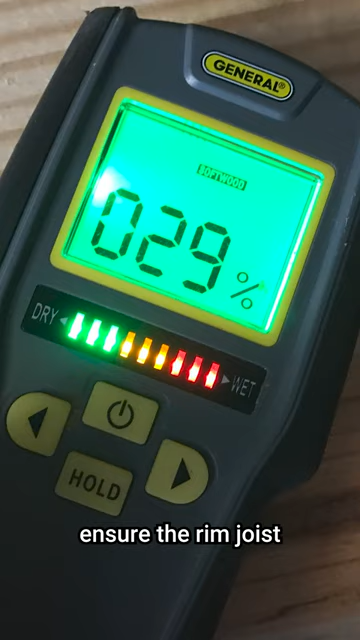 GENERAL®
SOFTWOOD
029%
DRY
WET
HOLD
ensure the rim joist